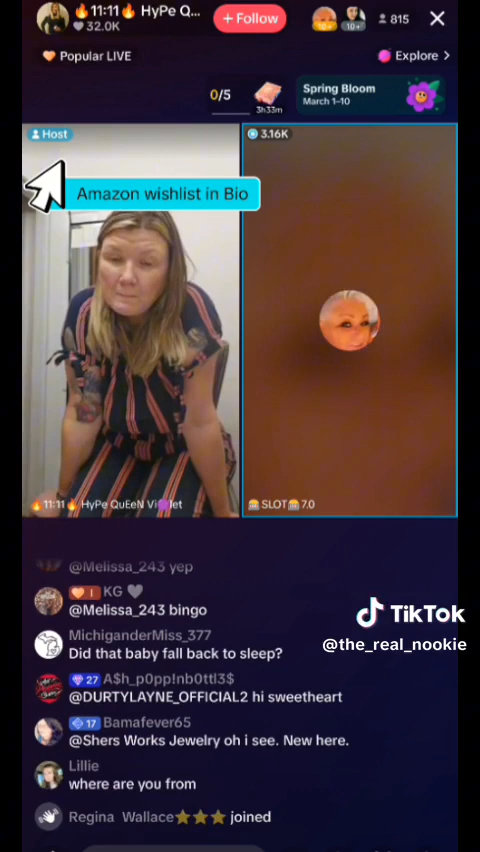 🔥11:11🔥 HyPe Q...
32.0K
+ Follow
10+
10+
815
Popular LIVE
Explore >
0/5
3h33m
Spring Bloom
March 1–10
Host
3.16K
Amazon wishlist in Bio
🔥11:11🔥 HyPe QuEeN Vi💜let
🎰SLOT🎰7.0
@Melissa_243 yep
I KG 🩶
@Melissa_243 bingo
MichiganderMiss_377
Did that baby fall back to sleep?
27 A$h_p0pp!nb0ttl3$
@DURTYLAYNE_OFFICIAL2 hi sweetheart
17 Bamafever65
@Shers Works Jewelry oh i see. New here.
Lillie
where are you from
Regina Wallace⭐⭐⭐ joined
TikTok
@the_real_nookie